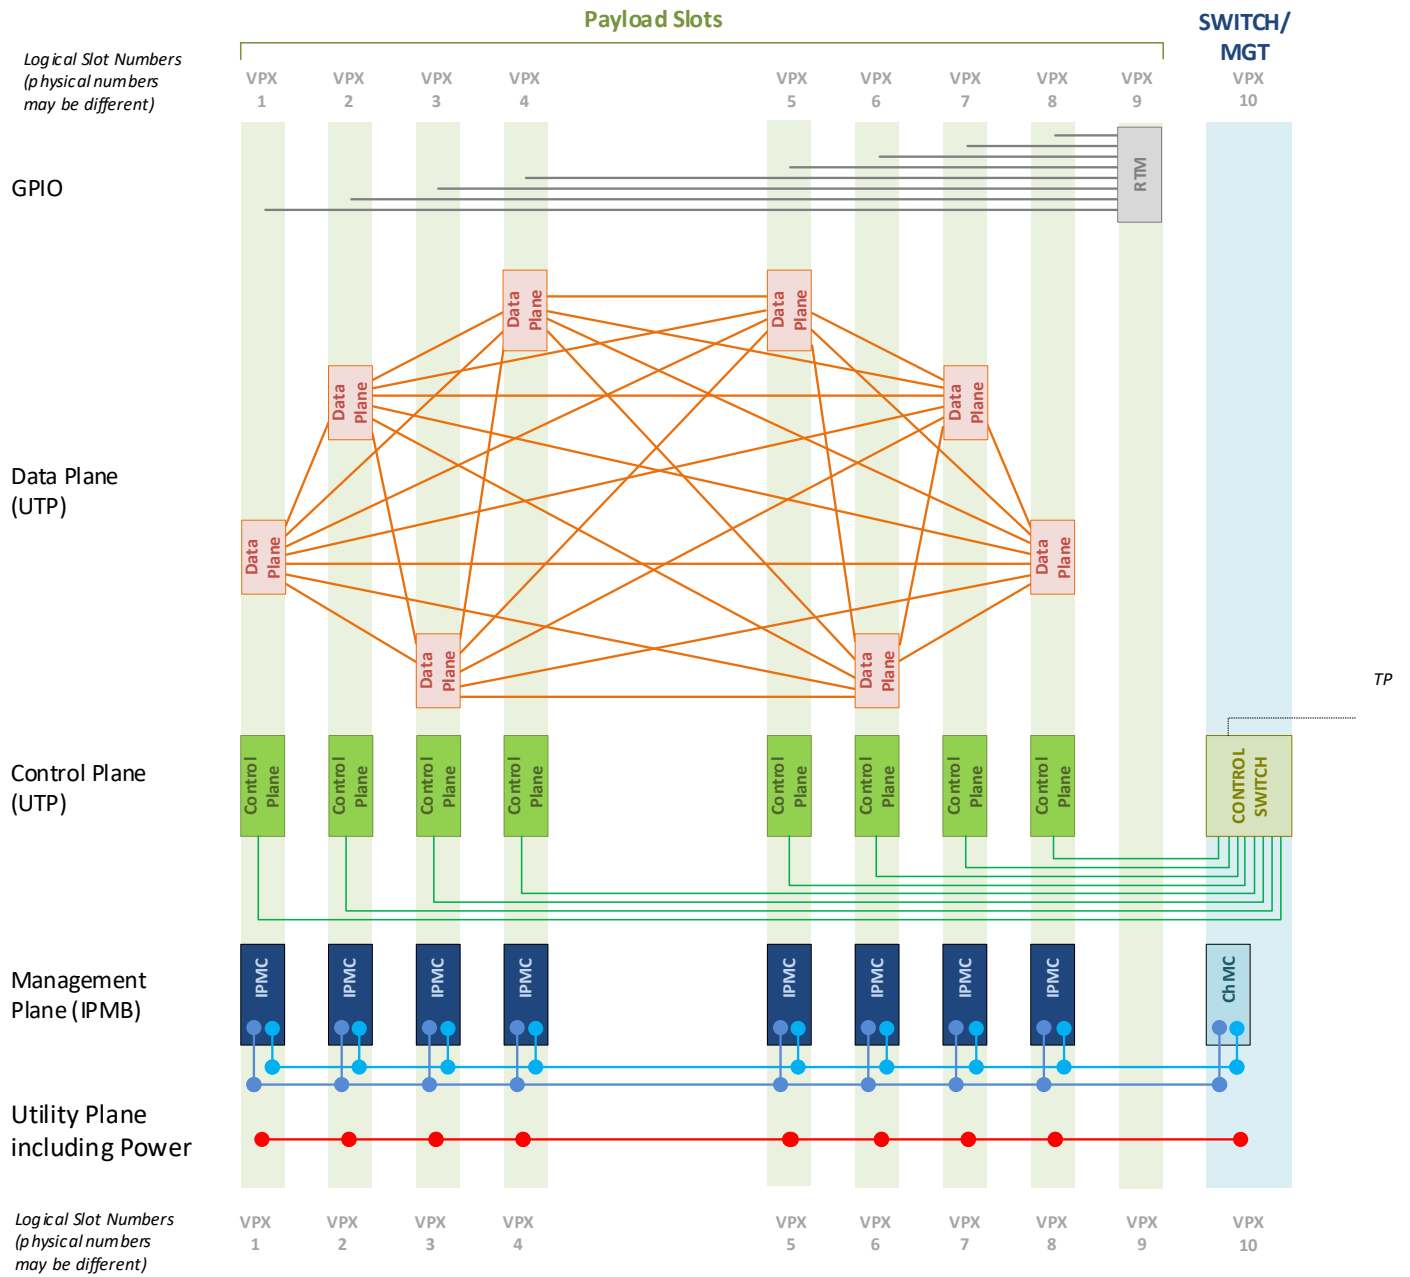 Payload Slots
SWITCH/
MGT
Logical Slot Numbers
(physical numbers
may be different)
VPX
1
VPX
2
VPX
3
VPX
4
VPX
5
VPX
6
VPX
7
VPX
8
VPX
9
VPX
10
GPIO
RTM
Data Plane
(UTP)
Data
Plane
Data
Plane
Data
Plane
Data
Plane
Data
Plane
Data
Plane
Data
Plane
Data
Plane
TP
Control Plane
(UTP)
Control
Plane
Control
Plane
Control
Plane
Control
Plane
Control
Plane
Control
Plane
Control
Plane
Control
Plane
CONTROL
SWITCH
Management
Plane (IPMB)
IPMC
IPMC
IPMC
IPMC
IPMC
IPMC
IPMC
IPMC
ChMC
Utility Plane
including Power
Logical Slot Numbers
(physical numbers
may be different)
VPX
1
VPX
2
VPX
3
VPX
4
VPX
5
VPX
6
VPX
7
VPX
8
VPX
9
VPX
10